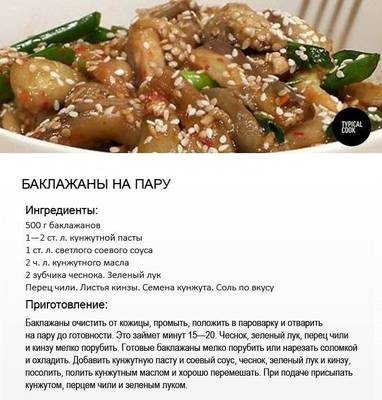 TYPICAL
COOK
БАКЛАЖАНЫ НА ПАРУ
Ингредиенты:
500 г баклажанов
1—2 ст. л. кунжутной пасты
1 ст. л. светлого соевого соуса
2 ч. л. кунжутного масла
2 зубчика чеснока. Зеленый лук
Перец чили. Листья кинзы. Семена кунжута. Соль по вкусу
Приготовление:
Баклажаны очистить от кожицы, промыть, положить в пароварку и отварить
на пару до готовности. Это займет минут 15—20. Чеснок, зеленый лук, перец чили
и кинзу мелко порубить. Готовые баклажаны мелко порубить или нарезать соломкой
и охладить. Добавить кунжутную пасту и соевый соус, чеснок, зеленый лук и кинзу,
посолить, полить кунжутным маслом и хорошо перемешать. При подаче присыпать
кунжутом, перцем чили и зеленым луком.